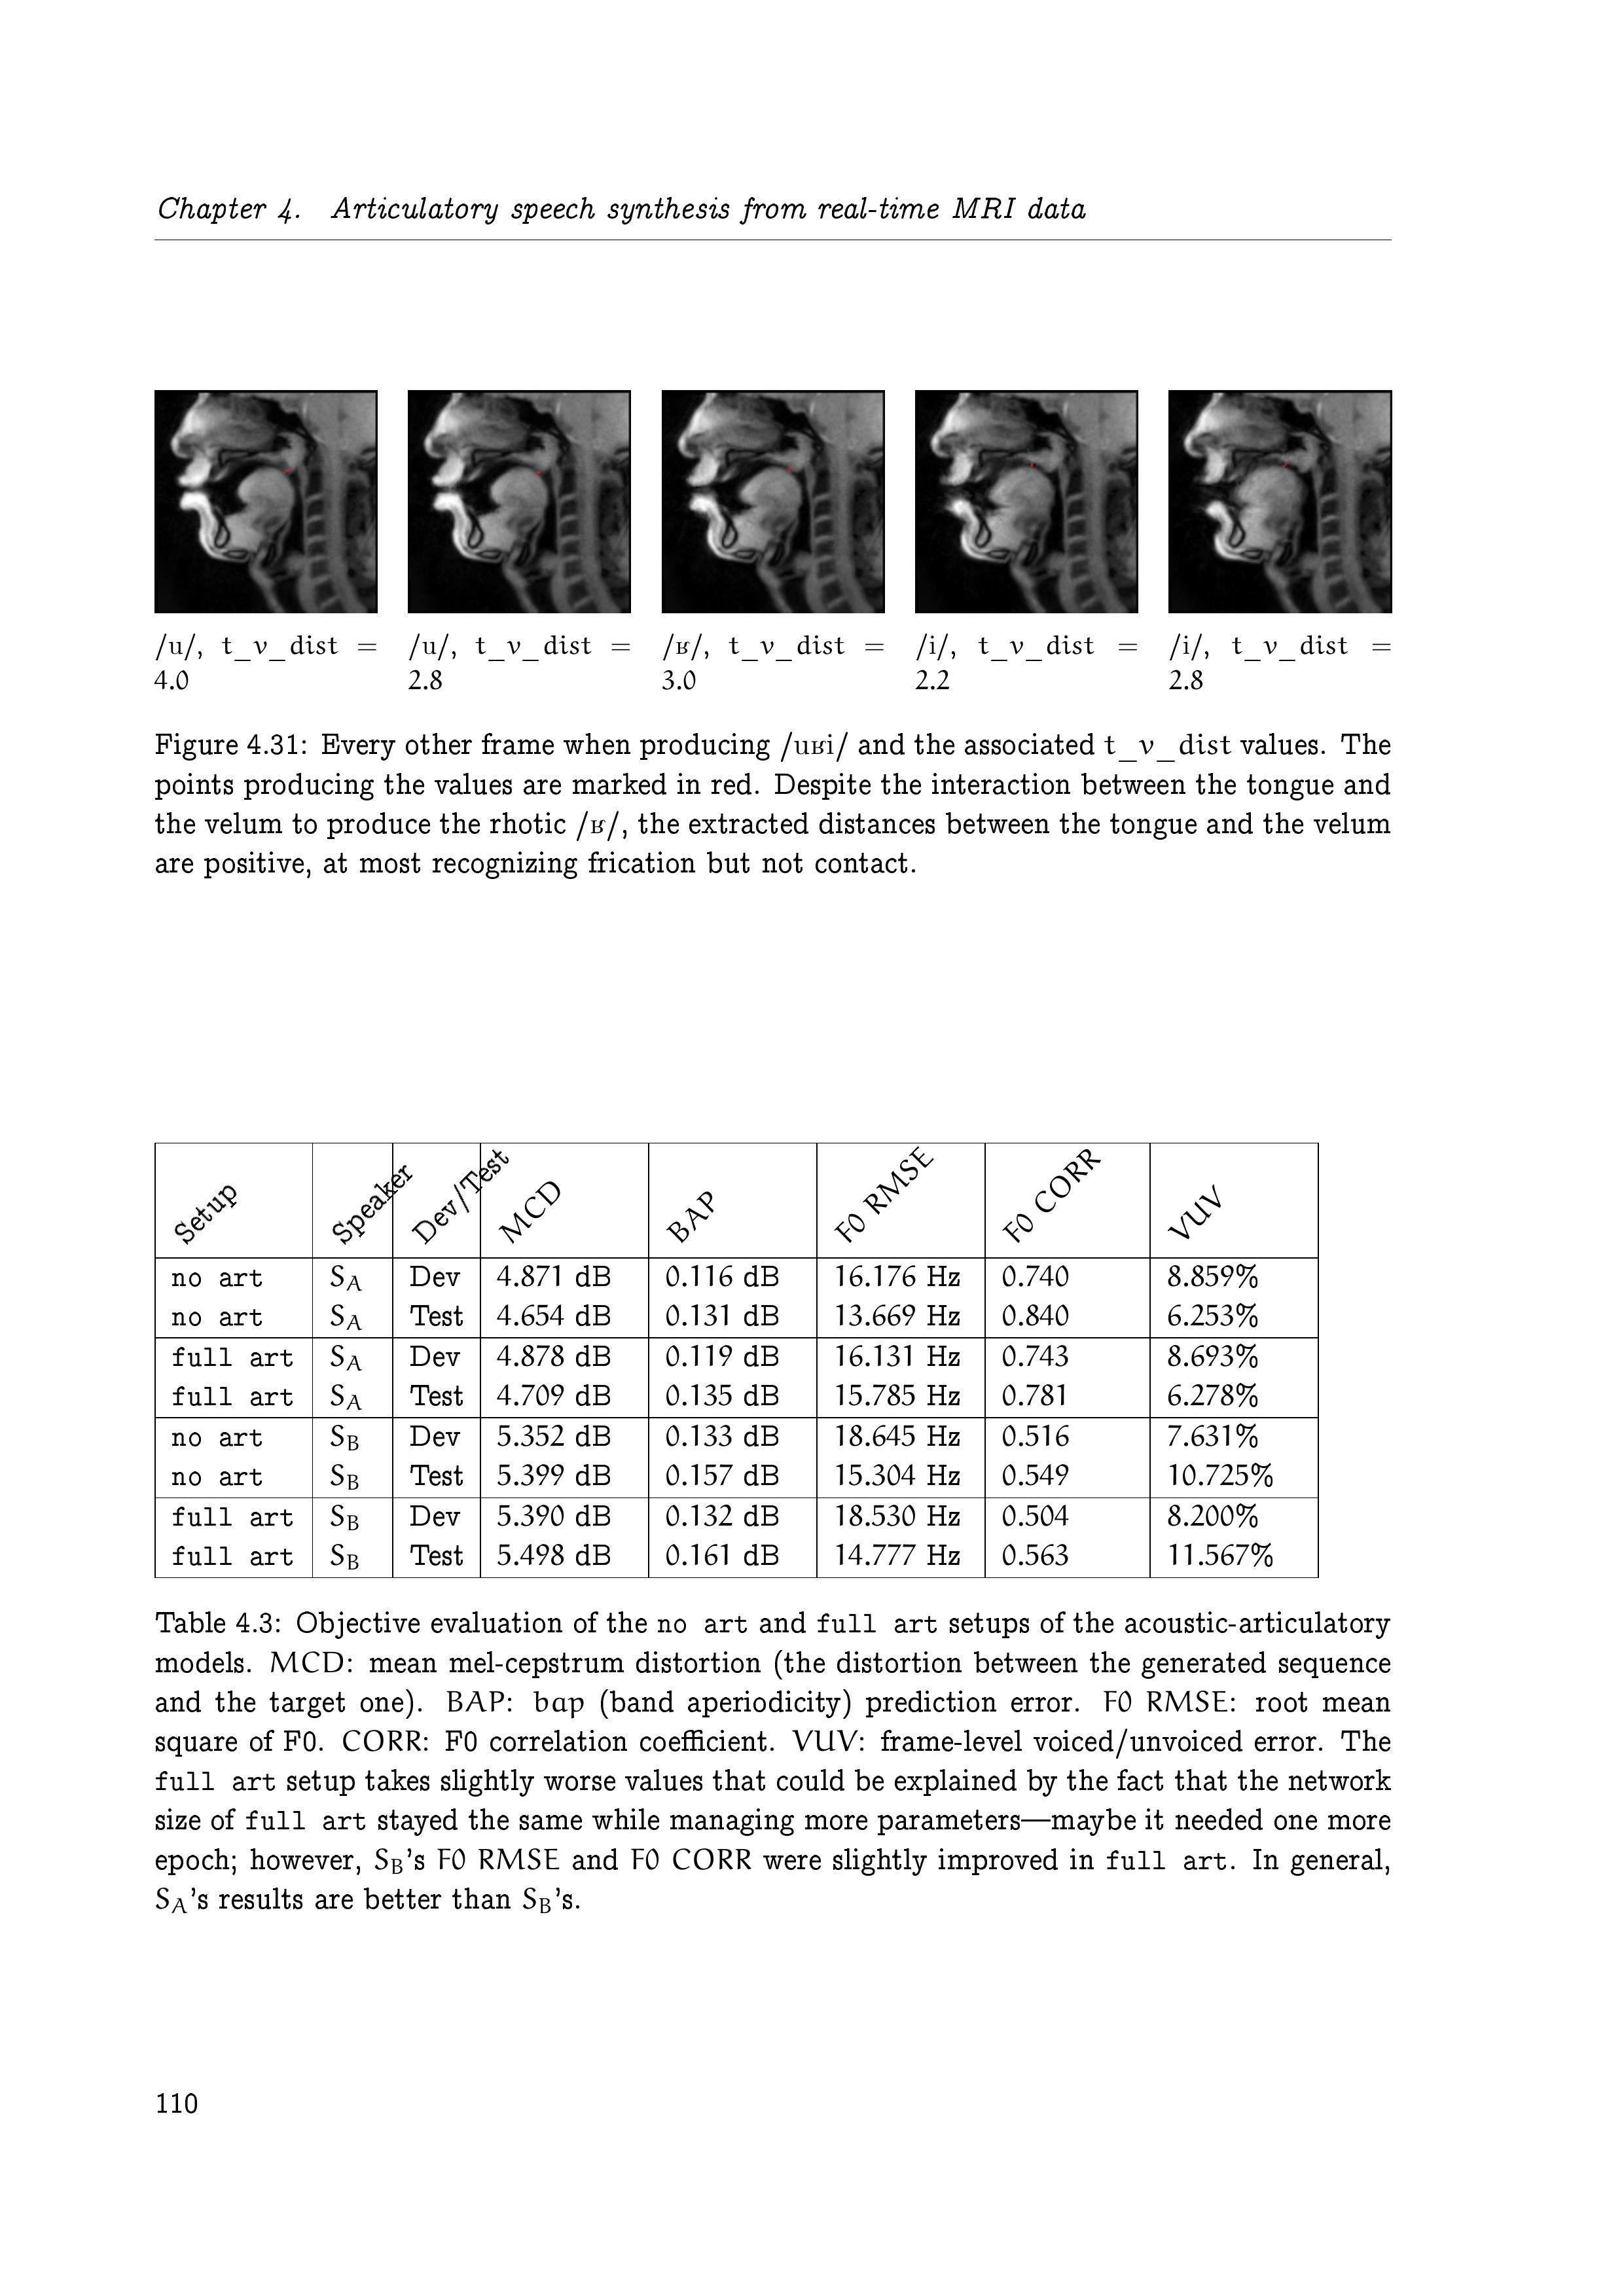 Chapter 4. Articulatory speech synthesis from real-time MRI data
/u/, t_v_dist = 4.0
/u/, t_v_dist = 2.8
/ʁ/, t_v_dist = 3.0
/i/, t_v_dist = 2.2
/i/, t_v_dist = 2.8
Figure 4.31: Every other frame when producing /uʁi/ and the associated t_v_dist values. The
points producing the values are marked in red. Despite the interaction between the tongue and
the velum to produce the rhotic /ʁ/, the extracted distances between the tongue and the velum
are positive, at most recognizing frication but not contact.
Setup Speaker Dev/Test MCD BAP F0 RMSE F0 CORR VUV
no art S_A Dev 4.871 dB 0.116 dB 16.176 Hz 0.740 8.859%
no art S_A Test 4.654 dB 0.131 dB 13.669 Hz 0.840 6.253%
full art S_A Dev 4.878 dB 0.119 dB 16.131 Hz 0.743 8.693%
full art S_A Test 4.709 dB 0.135 dB 15.785 Hz 0.781 6.278%
no art S_B Dev 5.352 dB 0.133 dB 18.645 Hz 0.516 7.631%
no art S_B Test 5.399 dB 0.157 dB 15.304 Hz 0.549 10.725%
full art S_B Dev 5.390 dB 0.132 dB 18.530 Hz 0.504 8.200%
full art S_B Test 5.498 dB 0.161 dB 14.777 Hz 0.563 11.567%
Table 4.3: Objective evaluation of the no art and full art setups of the acoustic-articulatory
models. MCD: mean mel-cepstrum distortion (the distortion between the generated sequence
and the target one). BAP: bap (band aperiodicity) prediction error. F0 RMSE: root mean
square of F0. CORR: F0 correlation coefficient. VUV: frame-level voiced/unvoiced error. The
full art setup takes slightly worse values that could be explained by the fact that the network
size of full art stayed the same while managing more parameters—maybe it needed one more
epoch; however, S_B's F0 RMSE and F0 CORR were slightly improved in full art. In general,
S_A's results are better than S_B's.
110